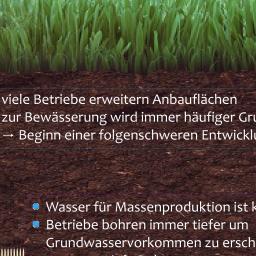 viele Betriebe erweitern Anbauflächen
zur Bewässerung wird immer häufiger
→ Beginn einer folgenschweren
Wasser für Massenproduktion ist
Betriebe bohren immer tiefer um
Grundwasservorkommen zu